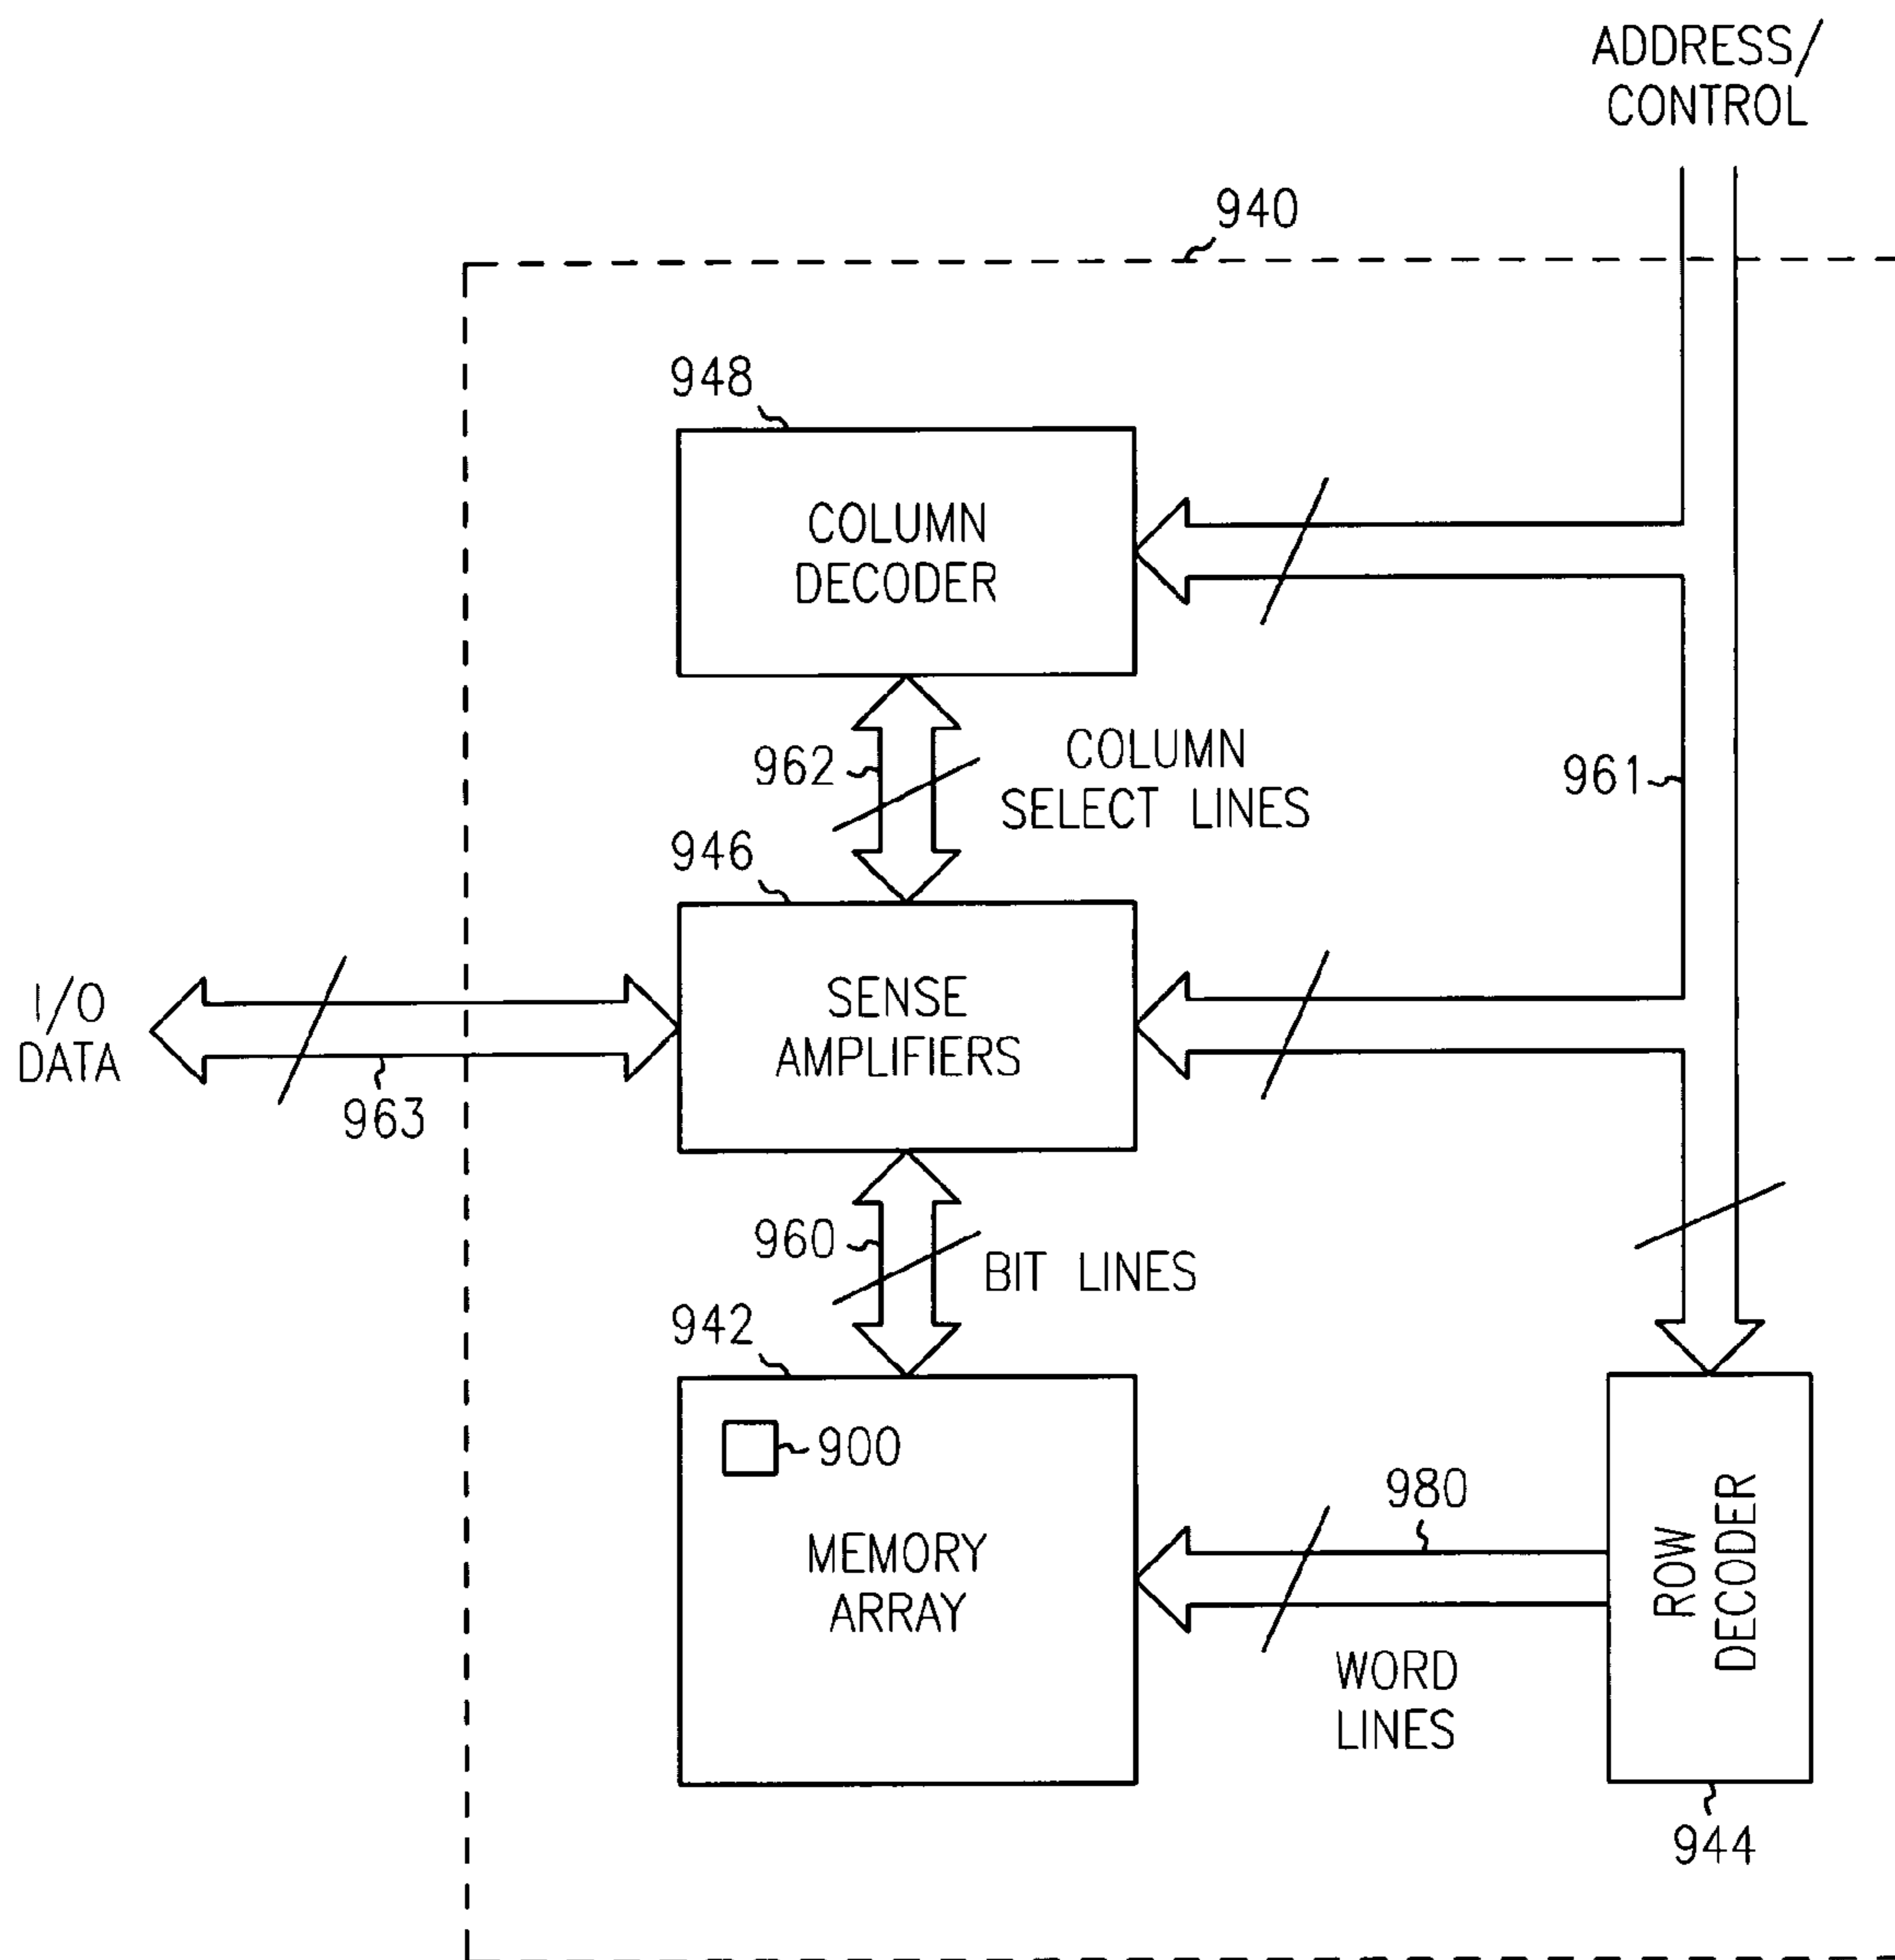 ADDRESS/
CONTROL
940
948
COLUMN
DECODER
962
COLUMN
SELECT LINES
961
946
I/O
DATA
SENSE
AMPLIFIERS
963
960
BIT LINES
942
900
MEMORY
ARRAY
980
WORD
LINES
ROW
DECODER
944